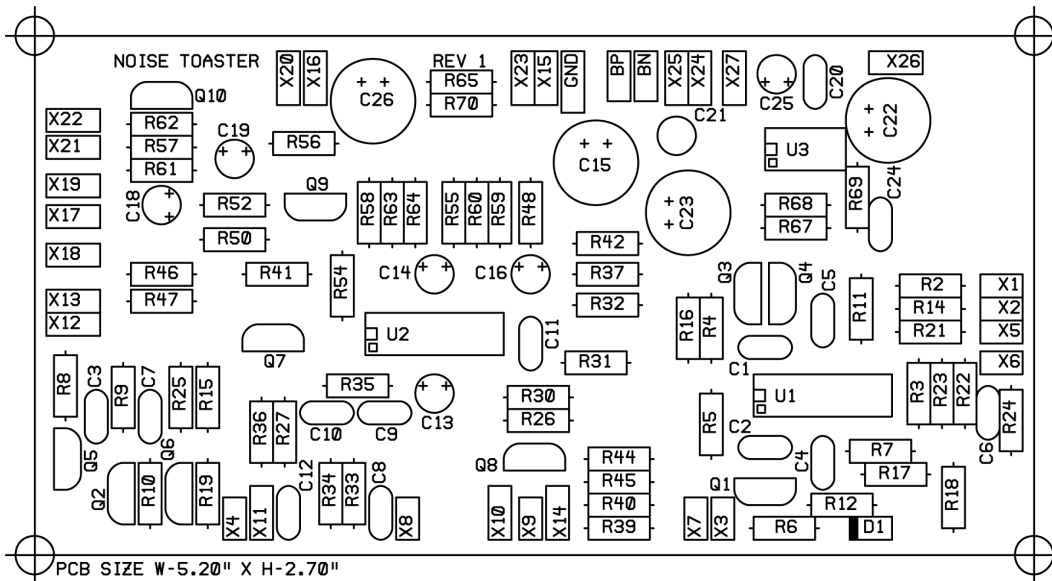 NOISE TOASTER
X20
X16
C26
REV 1
R65
R70
X23
X15
GND
BP
BN
X25
X24
X27
C25
C20
X26
Q10
X22
X21
R62
R57
R61
C19
R56
C15
C21
U3
C22
X19
X17
X18
C18
R52
R50
Q9
R58
R63
R64
R55
R60
R59
R48
C23
R68
R67
R69
C24
R46
R47
R41
R54
C14
C16
R42
R37
R32
Q3
Q4
C5
R11
R2
R14
R21
X1
X2
X5
X6
X13
X12
Q7
U2
C11
R31
R16
R4
C1
R8
C3
R9
C7
R25
R15
R35
C13
R30
R26
U1
R3
R23
R22
R24
C6
R36
R27
C10
C9
R5
C2
C4
R7
R17
Q5
Q2
R10
Q6
R19
X4
X11
C12
R34
R33
C8
X8
Q8
R44
R45
R40
R39
X10
X9
X14
Q1
X7
X3
R12
R6
D1
R18
PCB SIZE W-5.20" X H-2.70"